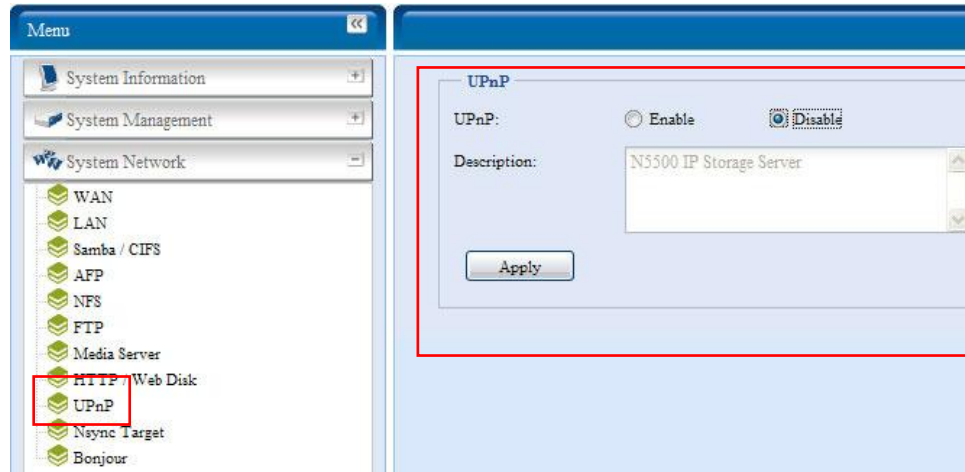 Menu
System Information
System Management
System Network
WAN
LAN
Samba / CIFS
AFP
NFS
FTP
Media Server
HTTP / Web Disk
UPnP
Nsync Target
Bonjour
UPnP
UPnP: Enable Disable
Description: N5500 IP Storage Server
Apply